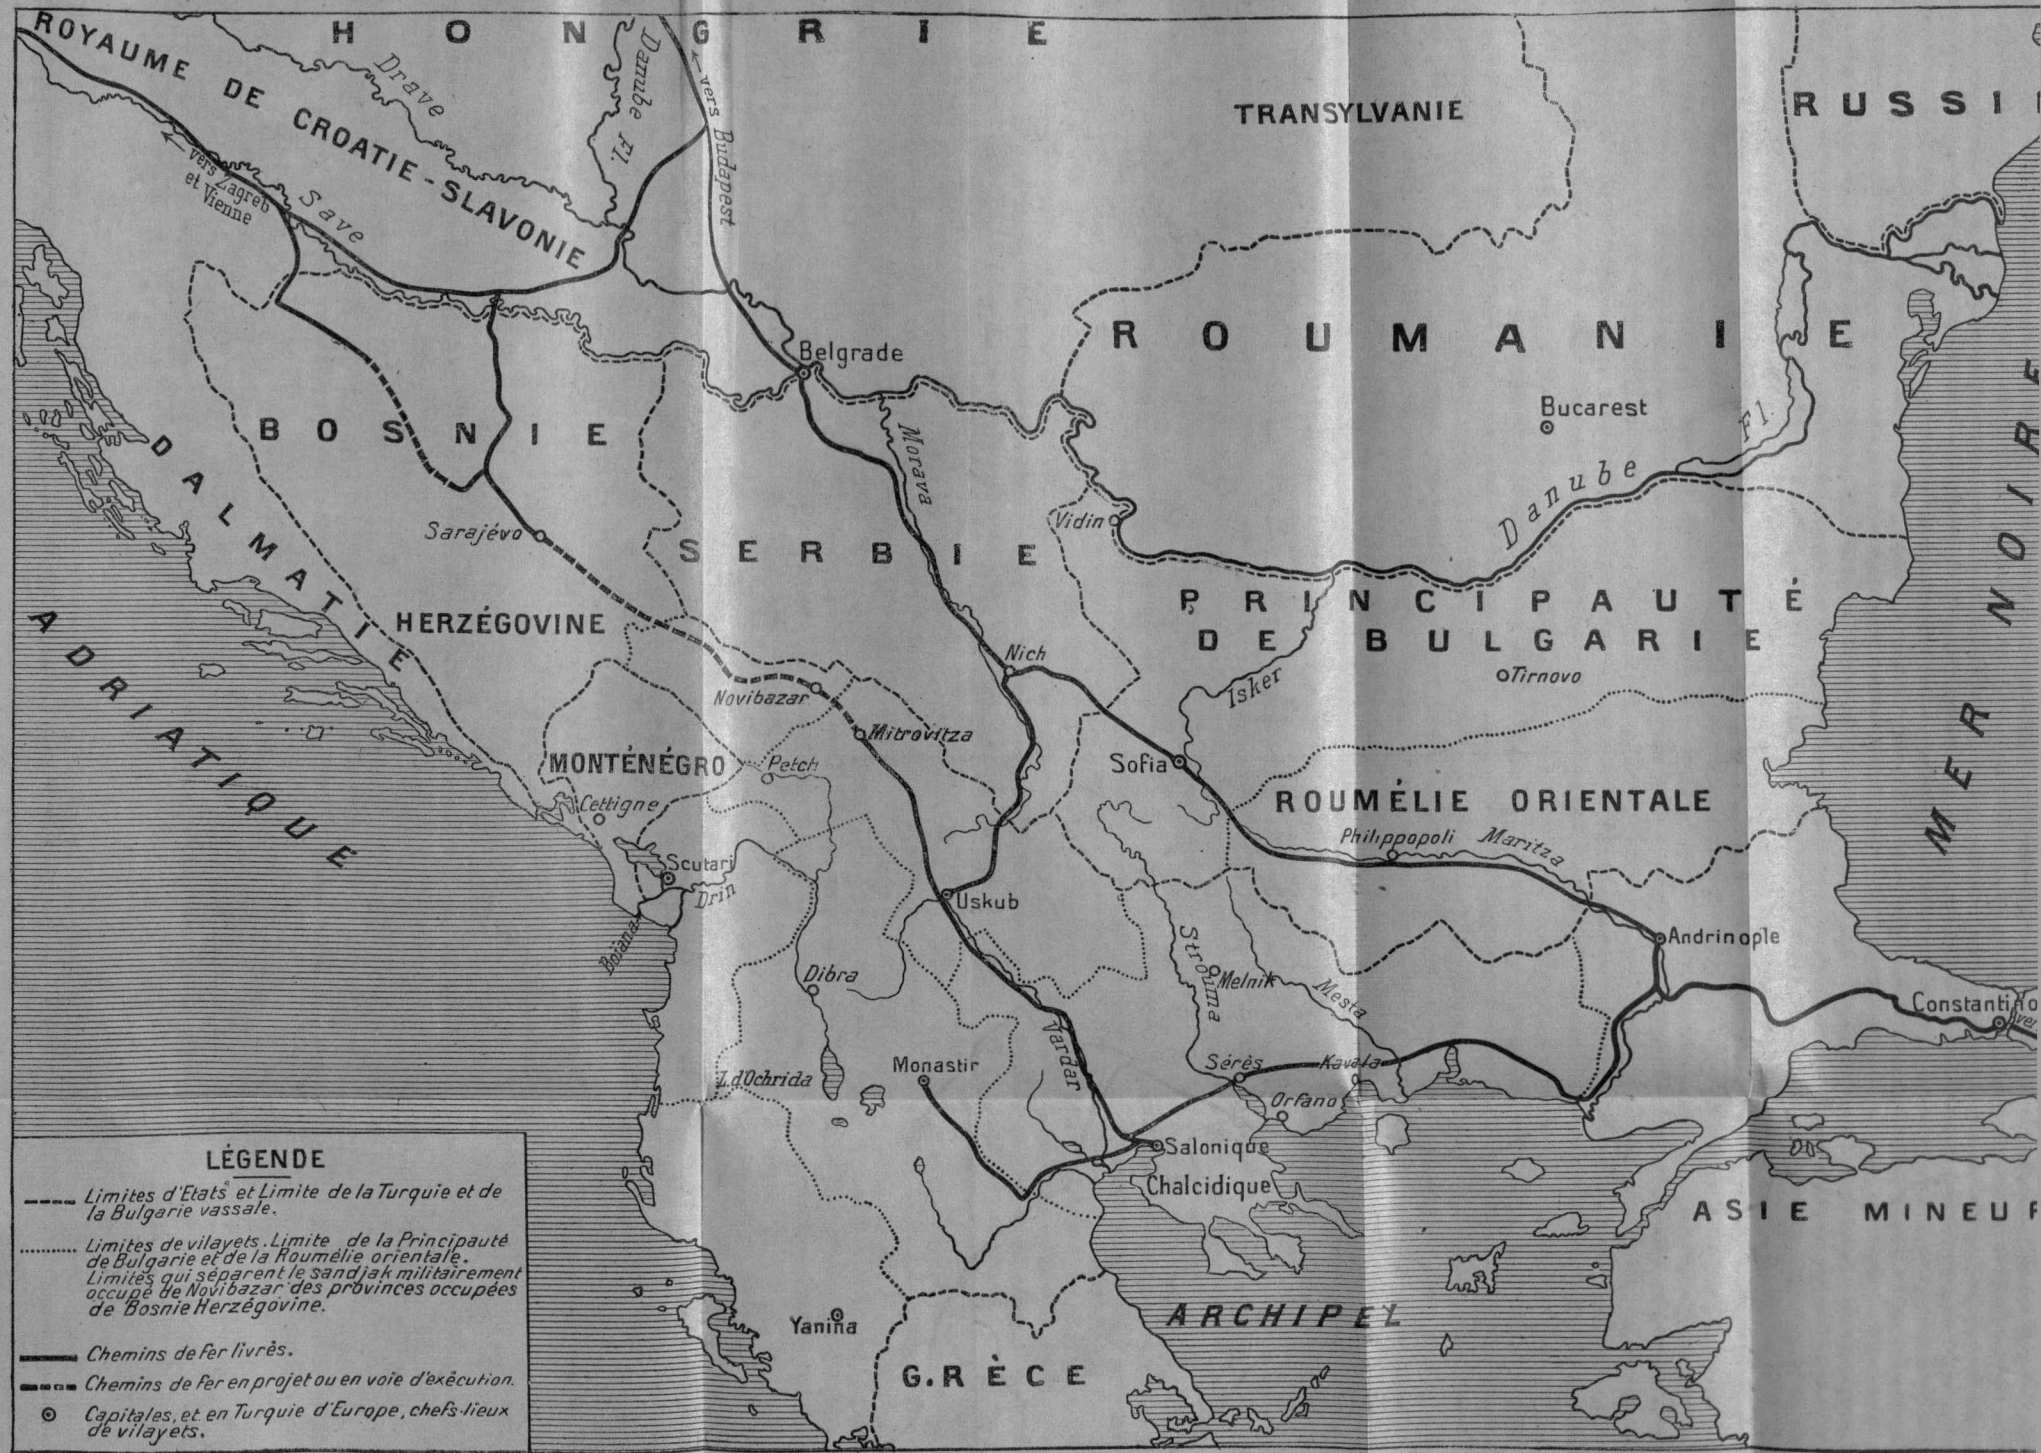 HONGRIE
ROYAUME DE CROATIE-SLAVONIE
Drave
Danube Fl.
vers Budapest
TRANSYLVANIE
vers Zagreb
et Vienne
Save
ROUMANIE
Belgrade
Bucarest
Danube Fl.
Morava
BOSNIE
DALMATIE
Sarajévo
SERBIE
Vidin
MER NOIRE
HERZÉGOVINE
PRINCIPAUTÉ
DE BULGARIE
ADRIATIQUE
Nich
Isker
Tirnovo
Novibazar
Mitrovitza
MONTÉNÉGRO
Petch
Sofia
Cettigne
ROUMÉLIE ORIENTALE
Philippopoli
Maritza
Scutari
Drin
Uskub
Boïana
Andrinople
Dibra
Strouma
Melnik
Mesta
Vardar
Monastir
L. d'Ochrida
Sérès
Kavala
Orfano
Salonique
Chalcidique
ARCHIPEL
Yanina
GRÈCE
LÉGENDE
Limites d'Etats et Limite de la Turquie et de
la Bulgarie vassale.
Limites de vilayets. Limite de la Principauté
de Bulgarie et de la Roumélie orientale.
Limites qui séparent le sandjak militairement
occupé de Novibazar des provinces occupées
de Bosnie Herzégovine.
Chemins de Fer livrés.
Chemins de Fer en projet ou en voie d'exécution.
Capitales, et en Turquie d'Europe, chefs-lieux
de vilayets.
RUSSI
Constantino
ASIE MINEUR